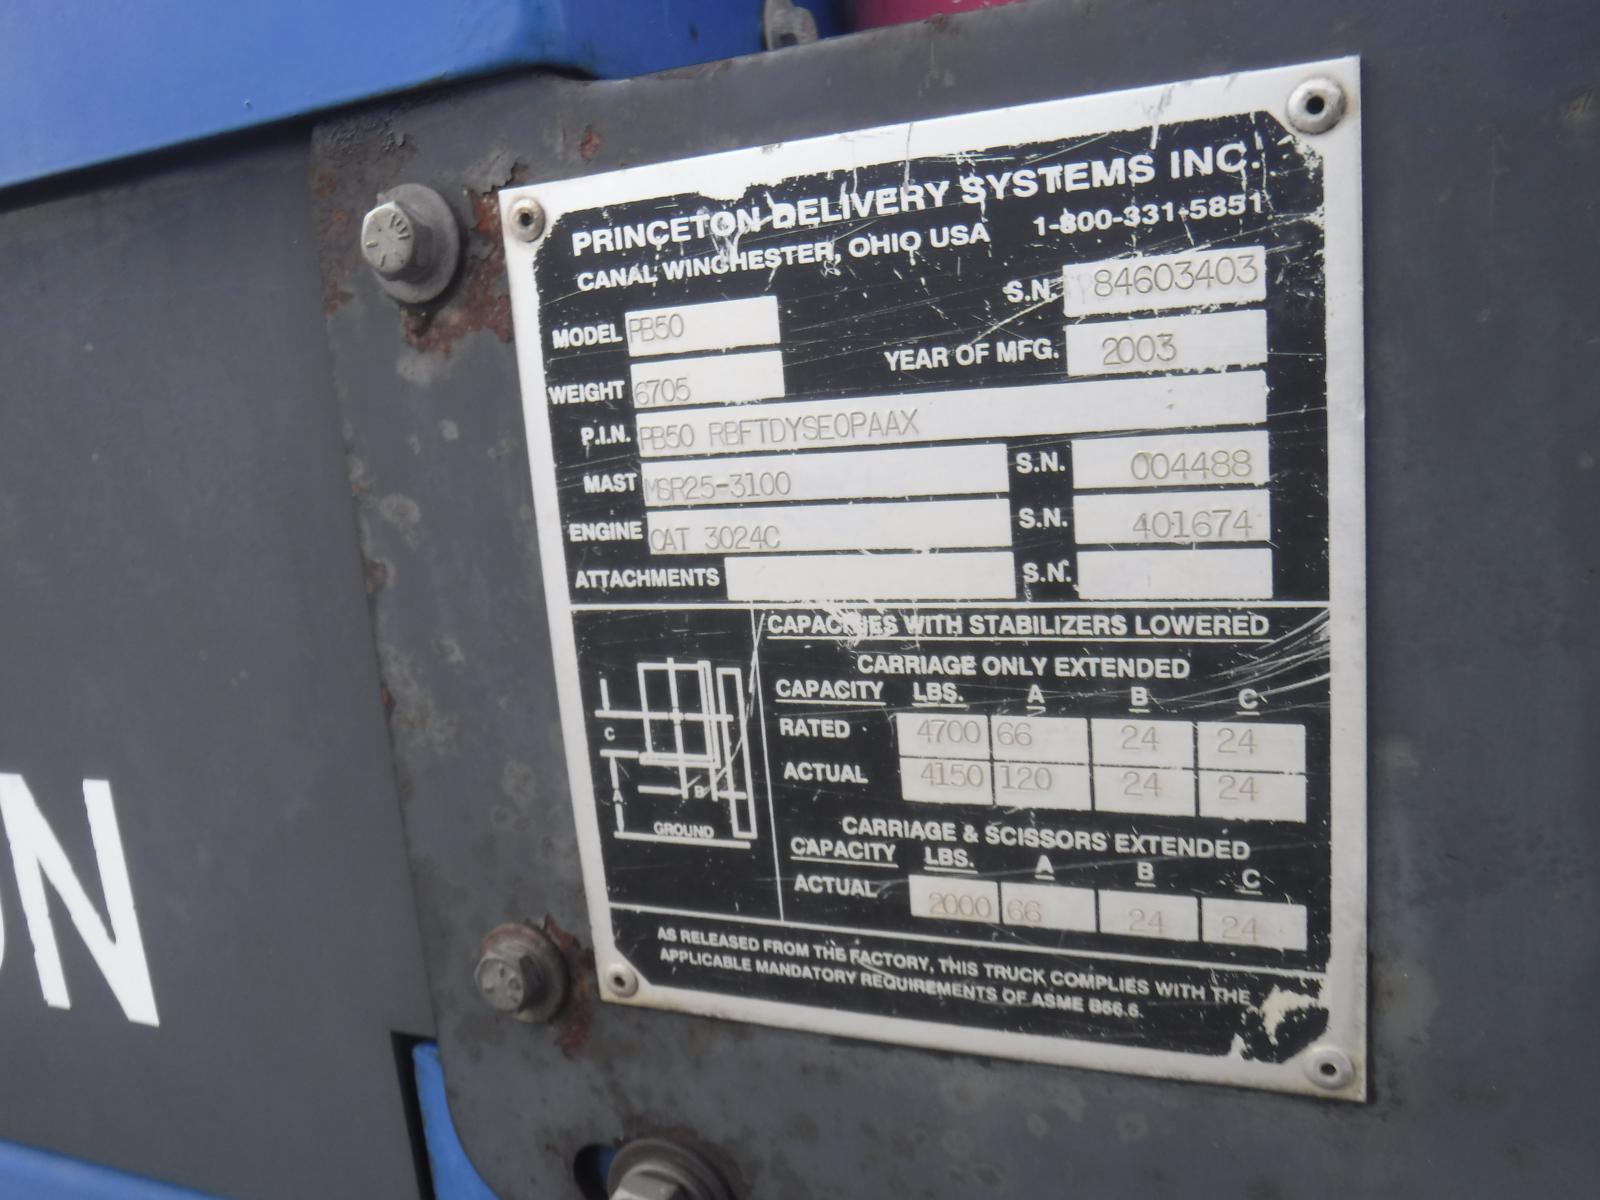 PRINCETON DELIVERY SYSTEMS INC.
CANAL WINCHESTER, OHIO USA 1-800-331-5851
S.N. 84603403
MODEL PB50
YEAR OF MFG. 2003
WEIGHT 6705
P.I.N. PB50 RBFTDYSEOPAAX
MAST MSR25-3100 S.N. 004488
ENGINE CAT 3024C S.N. 401674
ATTACHMENTS S.N.
CAPACITIES WITH STABILIZERS LOWERED
CARRIAGE ONLY EXTENDED
CAPACITY LBS. A B C
RATED 4700 66 24 24
ACTUAL 4150 120 24 24
CARRIAGE & SCISSORS EXTENDED
CAPACITY LBS. A B C
ACTUAL 2000 66 24 24
C
A
B
GROUND
AS RELEASED FROM THE FACTORY, THIS TRUCK COMPLIES WITH THE
APPLICABLE MANDATORY REQUIREMENTS OF ASME B56.6.
ON